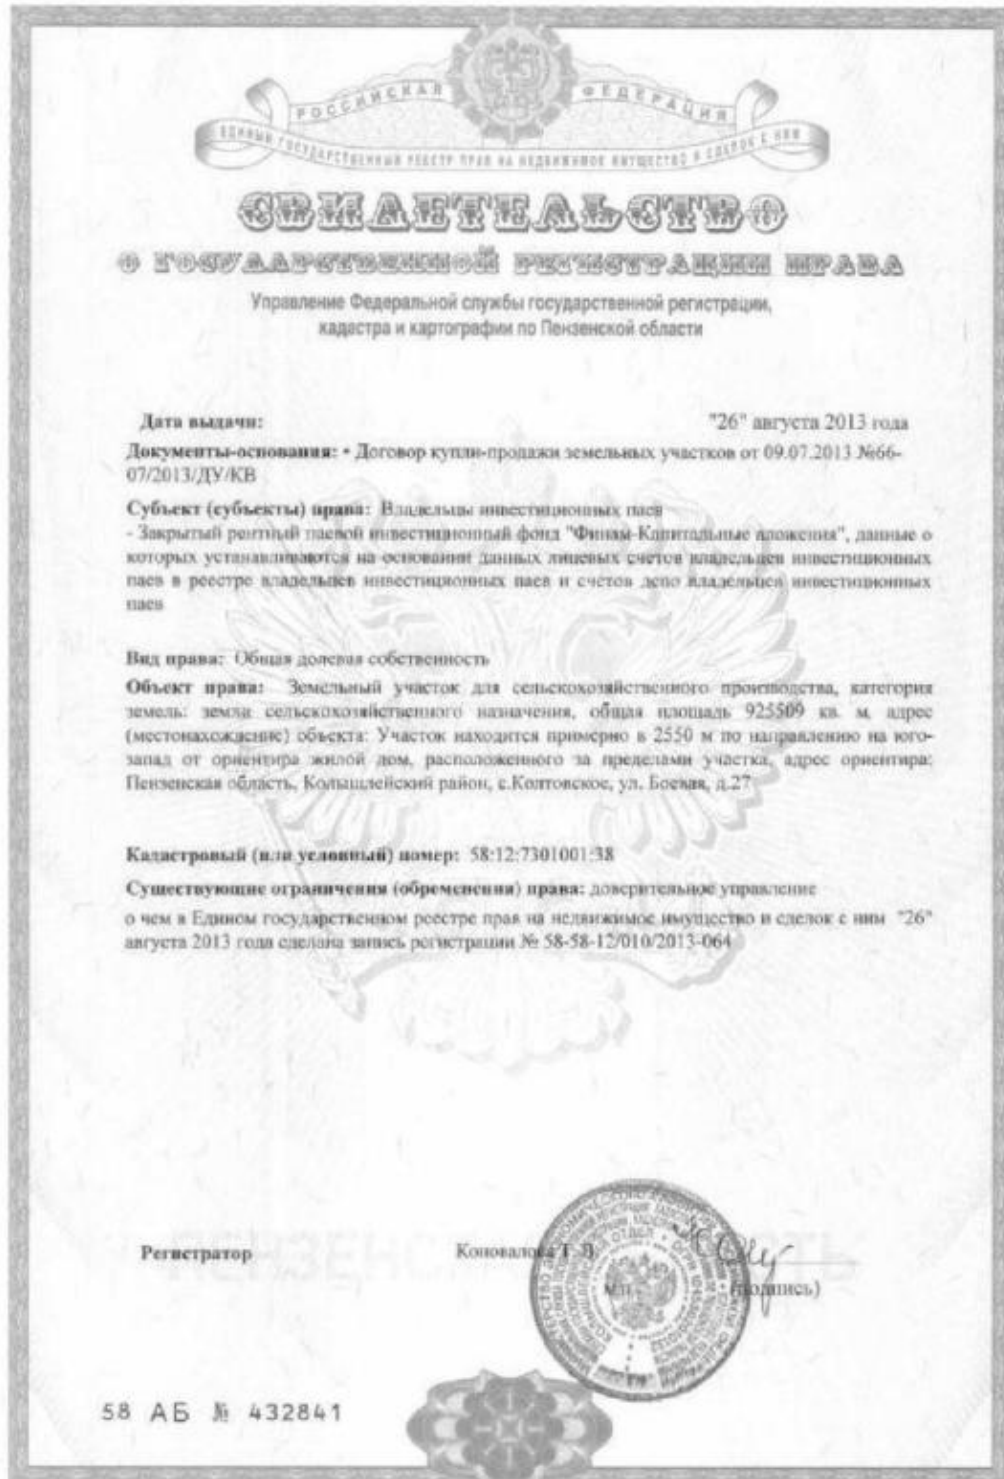 РОССИЙСКАЯ ФЕДЕРАЦИЯ
ЕДИНЫЙ ГОСУДАРСТВЕННЫЙ РЕЕСТР ПРАВ НА НЕДВИЖИМОЕ ИМУЩЕСТВО И СДЕЛОК С НИМ
СВИДЕТЕЛЬСТВО
О ГОСУДАРСТВЕННОЙ РЕГИСТРАЦИИ ПРАВА
Управление Федеральной службы государственной регистрации,
кадастра и картографии по Пензенской области
Дата выдачи: "26" августа 2013 года
Документы-основания: • Договор купли-продажи земельных участков от 09.07.2013 №66-
07/2013/ДУ/КВ
Субъект (субъекты) права: Владельцы инвестиционных паев
- Закрытый рентный паевой инвестиционный фонд "Финам-Капитальные вложения", данные о
которых устанавливаются на основании данных лицевых счетов владельцев инвестиционных
паев в реестре владельцев инвестиционных паев и счетов депо владельцев инвестиционных
паев
Вид права: Общая долевая собственность
Объект права: Земельный участок для сельскохозяйственного производства, категория
земель: земли сельскохозяйственного назначения, общая площадь 925509 кв. м, адрес
(местонахождение) объекта: Участок находится примерно в 2550 м по направлению на юго-
запад от ориентира жилой дом, расположенного за пределами участка, адрес ориентира:
Пензенская область, Колышлейский район, с.Колтовское, ул. Боевая, д.27
Кадастровый (или условный) номер: 58:12:7301001:38
Существующие ограничения (обременения) права: доверительное управление
о чем в Едином государственном реестре прав на недвижимое имущество и сделок с ним "26"
августа 2013 года сделана запись регистрации № 58-58-12/010/2013-064
Регистратор Коновалова Т. В.
м.п. (подпись)
58 АБ № 432841